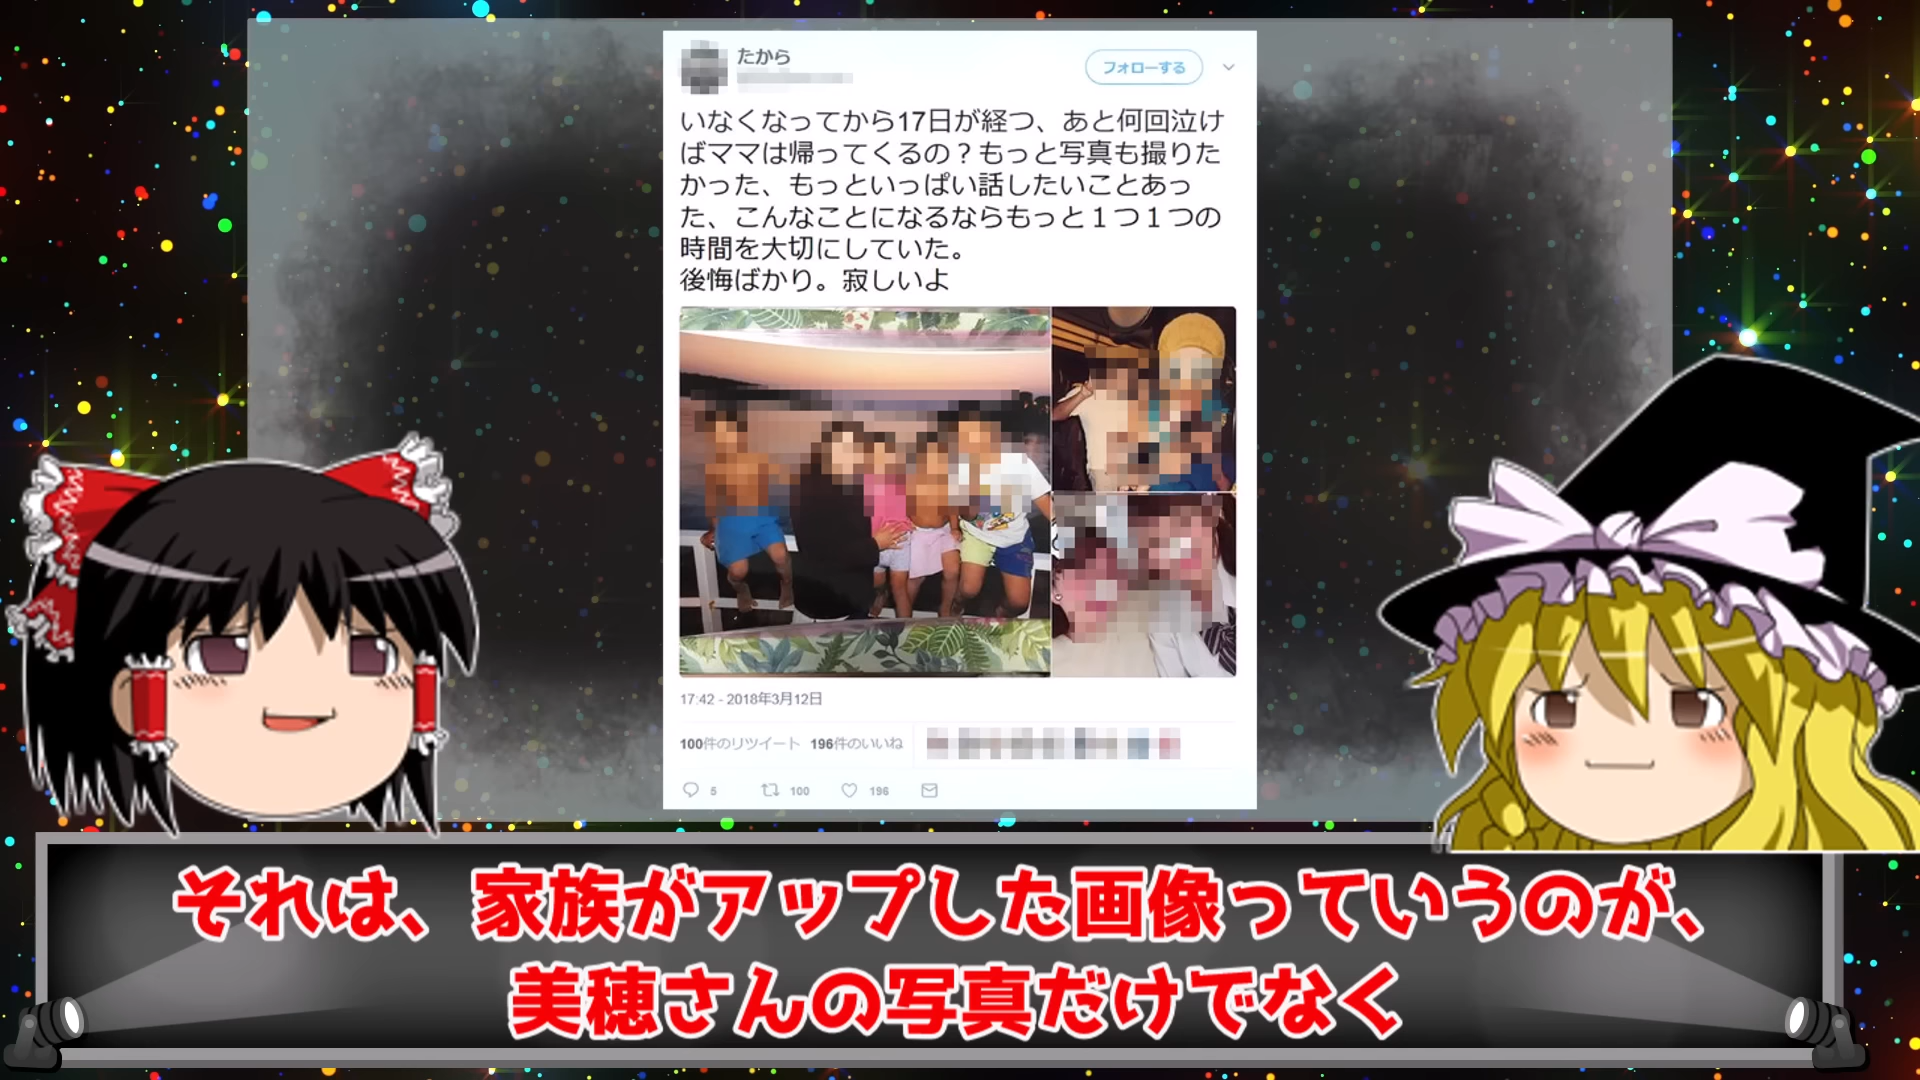 たから
フォローする
いなくなってから17日が経つ、あと何回泣け
ばママは帰ってくるの？もっと写真も撮りた
かった、もっといっぱい話したいことあっ
た、こんなことになるならもっと１つ１つの
時間を大切にしていた。
後悔ばかり。寂しいよ
17:42 - 2018年3月12日
100件のリツイート 196件のいいね
5 100 196
それは、家族がアップした画像っていうのが、
美穂さんの写真だけでなく